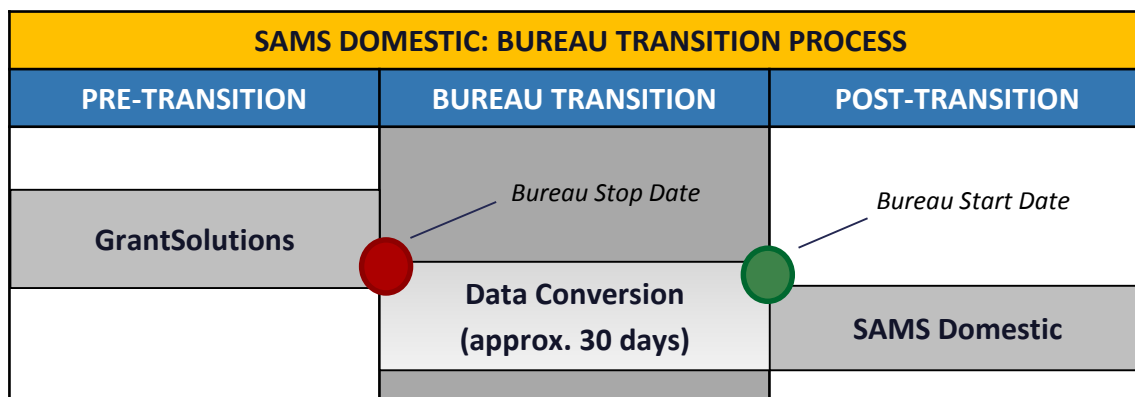 SAMS DOMESTIC: BUREAU TRANSITION PROCESS
PRE-TRANSITION
BUREAU TRANSITION
POST-TRANSITION
Bureau Stop Date
Bureau Start Date
GrantSolutions
Data Conversion
(approx. 30 days)
SAMS Domestic